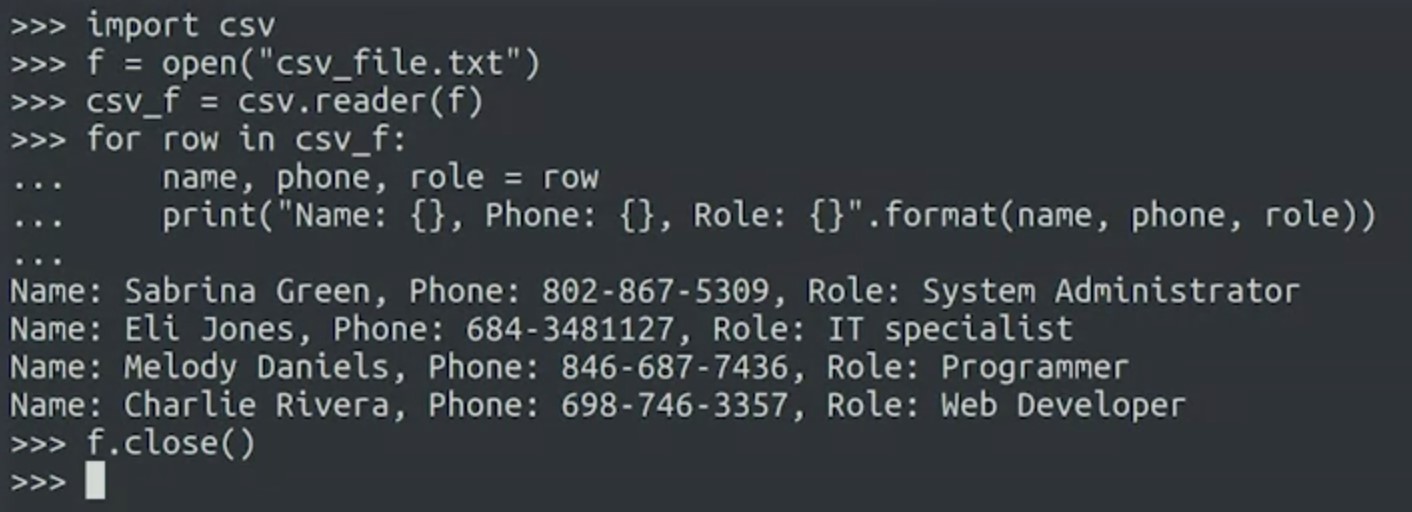 >>> import csv
>>> f = open("csv_file.txt")
>>> csv_f = csv.reader(f)
>>> for row in csv_f:
...     name, phone, role = row
...     print("Name: {}, Phone: {}, Role: {}".format(name, phone, role))
...
Name: Sabrina Green, Phone: 802-867-5309, Role: System Administrator
Name: Eli Jones, Phone: 684-3481127, Role: IT specialist
Name: Melody Daniels, Phone: 846-687-7436, Role: Programmer
Name: Charlie Rivera, Phone: 698-746-3357, Role: Web Developer
>>> f.close()
>>>